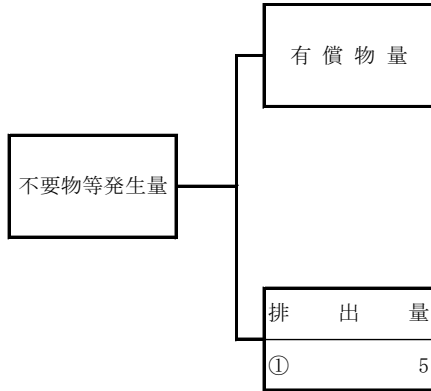 有 償 物 量
不要物等発生量
排 出 量
① 5